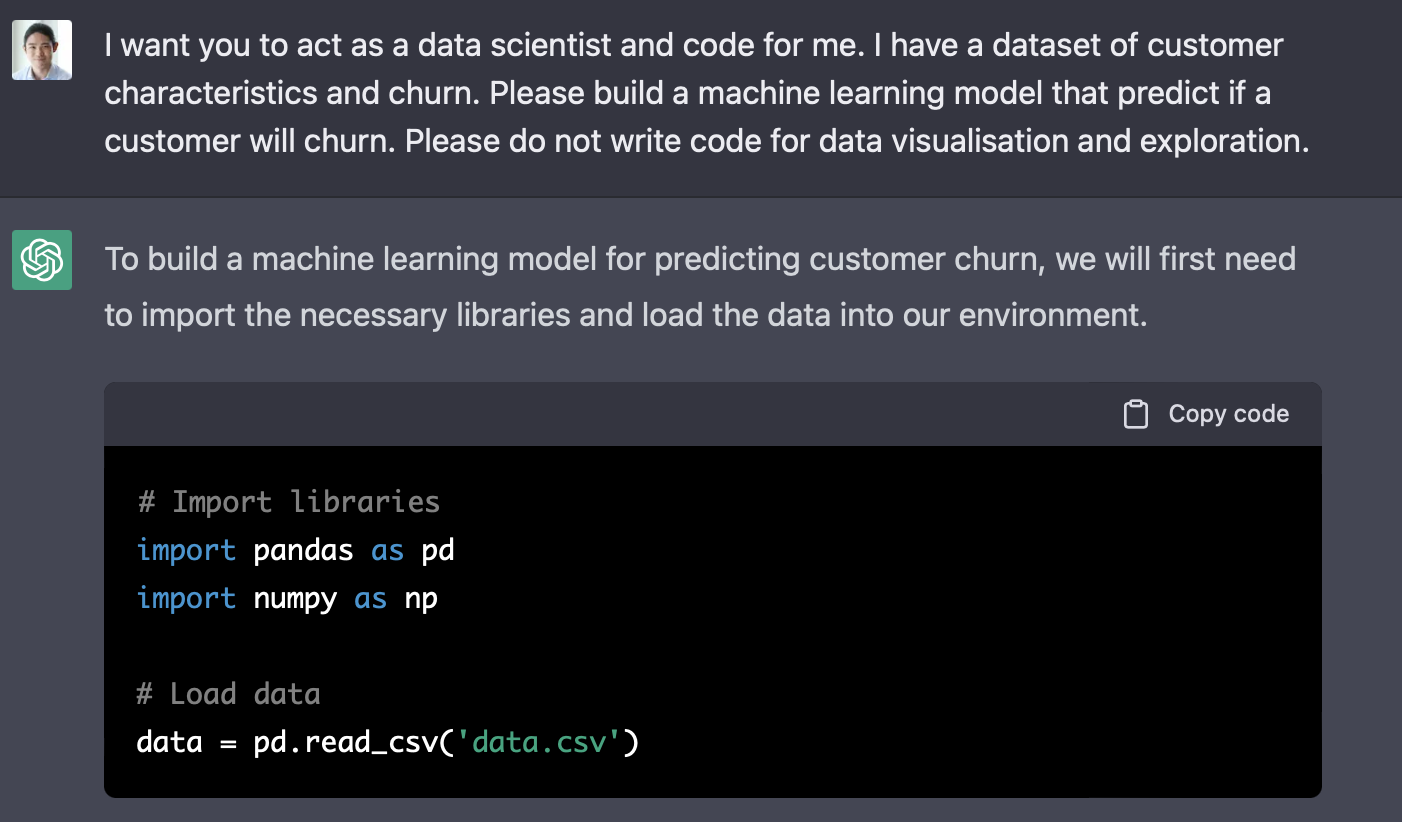 I want you to act as a data scientist and code for me. I have a dataset of customer
characteristics and churn. Please build a machine learning model that predict if a
customer will churn. Please do not write code for data visualisation and exploration.
To build a machine learning model for predicting customer churn, we will first need
to import the necessary libraries and load the data into our environment.
Copy code
# Import libraries
import pandas as pd
import numpy as np
# Load data
data = pd.read_csv('data.csv')